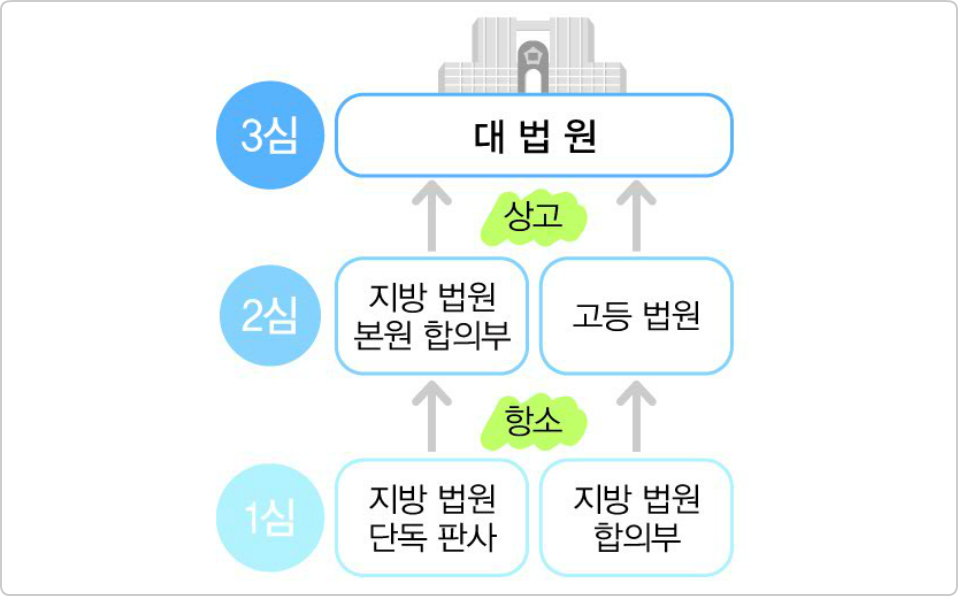 3심
대 법 원
상고
2심
지방 법원
본원 합의부
고등 법원
항소
1심
지방 법원
단독 판사
지방 법원
합의부